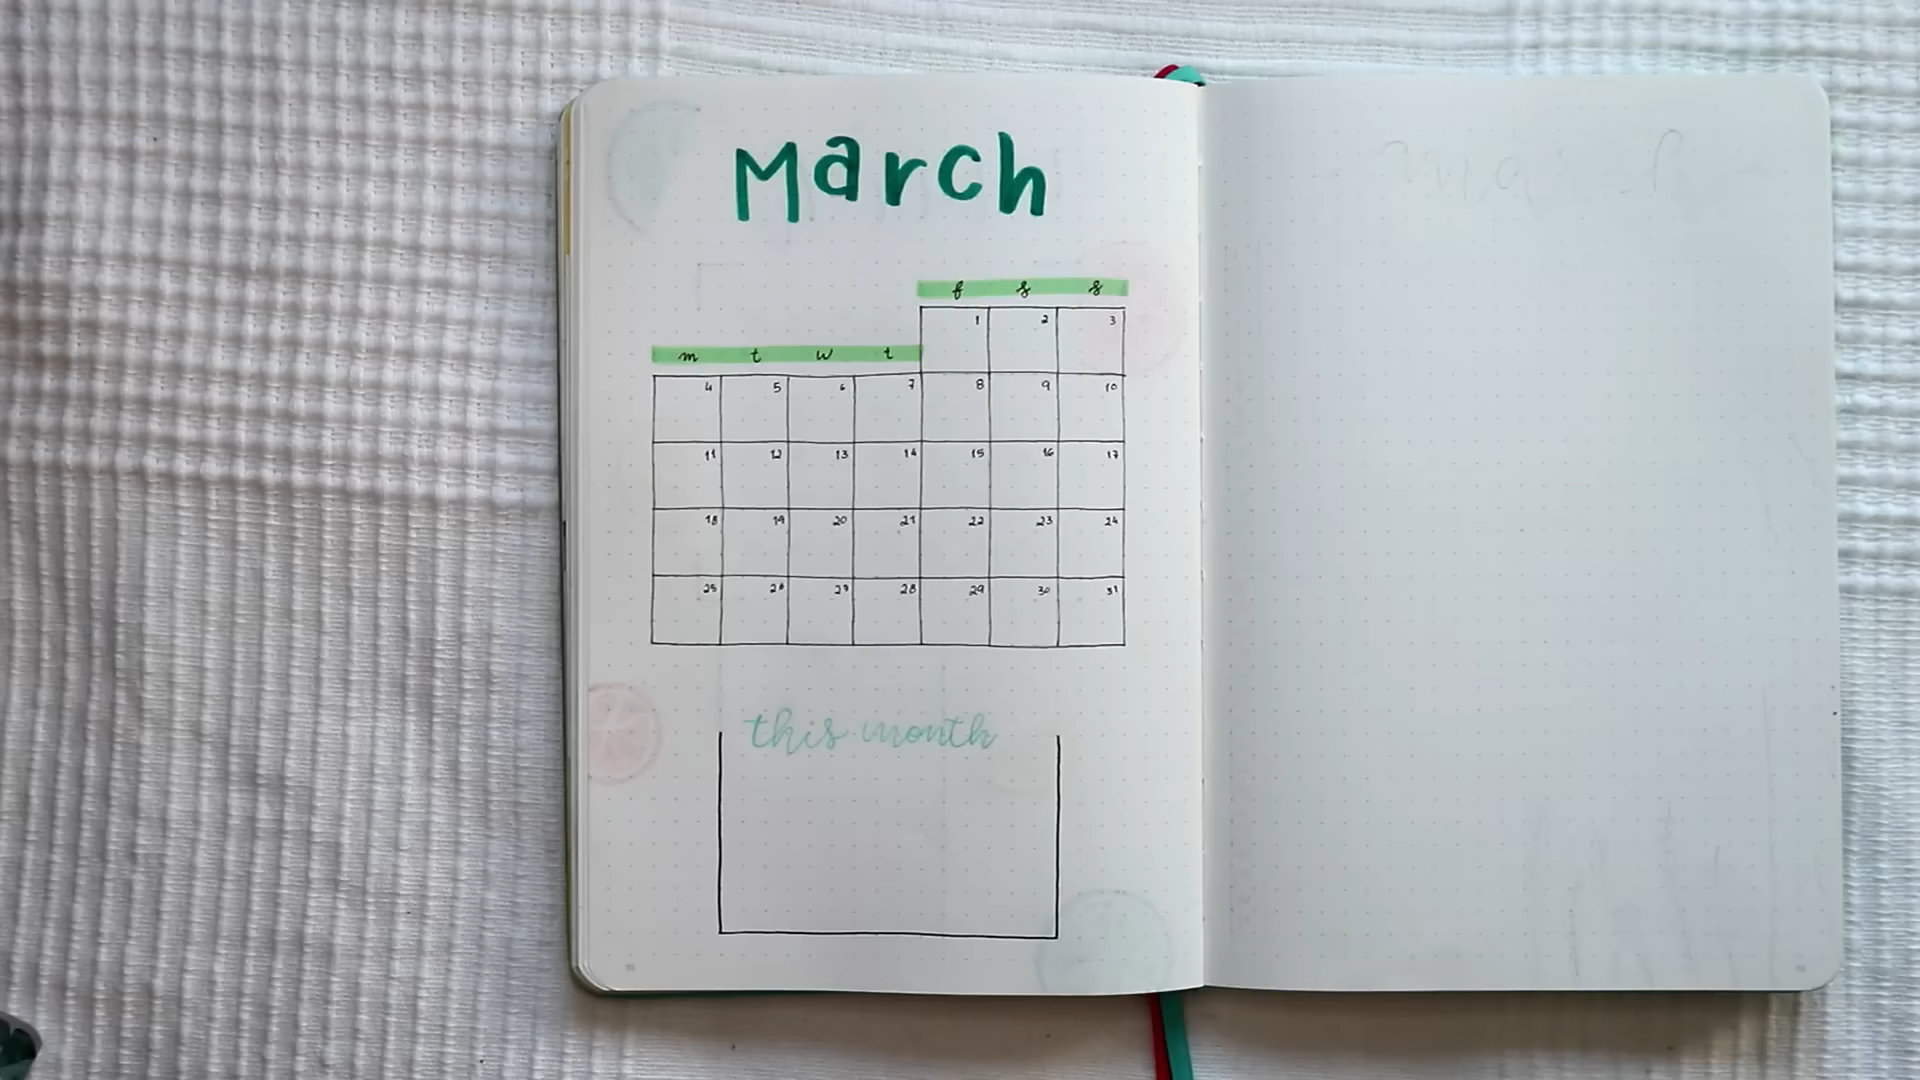 March
f s s
1 2 3
m t w t
4 5 6 7 8 9 10
11 12 13 14 15 16 17
18 19 20 21 22 23 24
25 26 27 28 29 30 31
this month